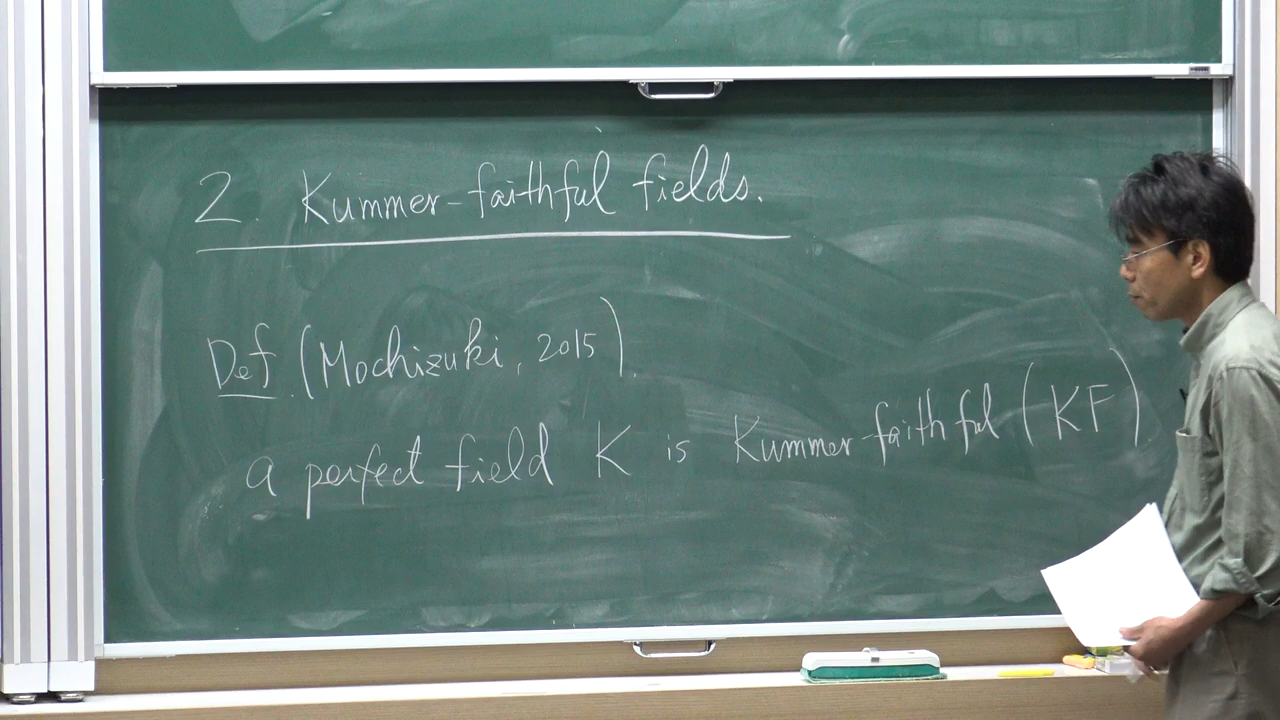 2. Kummer-faithful fields.
Def. (Mochizuki, 2015).
a perfect field K is Kummer-faithful (KF)